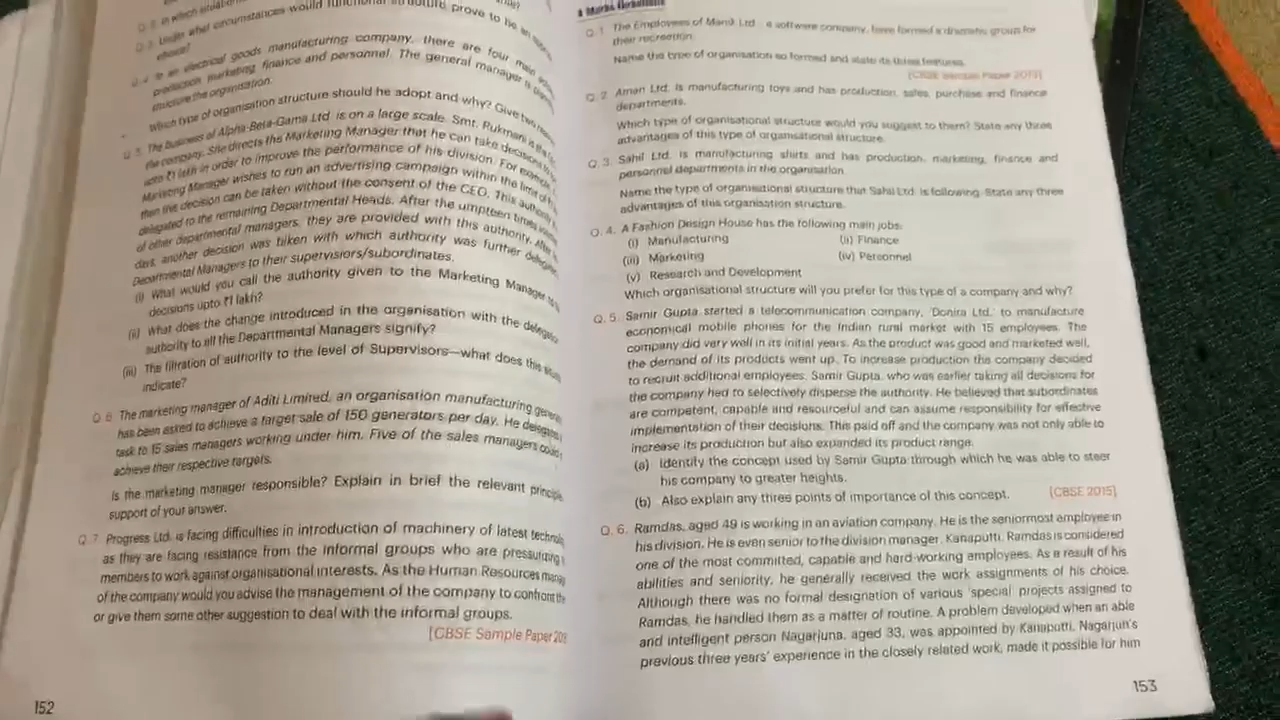 Q. 3. Under what circumstances would functional structure prove to be an
choice?
Q. 4. In an electrical goods manufacturing company, there are four main
production, marketing, finance and personnel. The general manager is
structure the organisation.
Which type of organisation structure should he adopt and why? Give two
Q. 5. The business of Alpha-Beta-Gama Ltd. is on a large scale. Smt. Rukmani is the
the company. She directs the Marketing Manager that he can take decisions
upto ₹1 lakh in order to improve the performance of his division. For example,
Marketing Manager wishes to run an advertising campaign within the limit of
then this decision can be taken without the consent of the CEO. This authority
delegated to the remaining Departmental Heads. After the umpteen times
of other departmental managers, they are provided with this authority. After
days, another decision was taken with which authority was further
Departmental Managers to their supervisiors/subordinates.
(i) What would you call the authority given to the Marketing Manager to
decisions upto ₹1 lakh?
(ii) What does the change introduced in the organisation with the
authority to all the Departmental Managers signify?
(iii) The filtration of authority to the level of Supervisors—what does this
indicate?
Q. 6 The marketing manager of Aditi Limited, an organisation manufacturing
has been asked to achieve a target sale of 150 generators per day. He
task to 15 sales managers working under him. Five of the sales managers
achieve their respective targets.
Is the marketing manager responsible? Explain in brief the relevant
support of your answer.
Q. 7 Progress Ltd. is facing difficulties in introduction of machinery of latest
as they are facing resistance from the informal groups who are pressurizing
members to work against organisational interests. As the Human Resources
of the company would you advise the management of the company to confront
or give them some other suggestion to deal with the informal groups.
[CBSE Sample Paper
152
Q. 1. The Employees of Manik Ltd., a software company, have formed a dramatic group for
their recreation.
Name the type of organisation so formed and state its three features.
[CBSE Sample Paper
Q. 2. Aman Ltd. is manufacturing toys and has production, sales, purchase and finance
departments.
Which type of organisational structure would you suggest to them? State any three
advantages of this type of organisational structure.
Q. 3. Sahil Ltd. is manufacturing shirts and has production, marketing, finance and
personnel departments in the organisation.
Name the type of organisational structure that Sahil Ltd. is following. State any three
advantages of this organisation structure.
Q. 4. A Fashion Design House has the following main jobs:
(i) Manufacturing (ii) Finance
(iii) Marketing (iv) Personnel
(v) Research and Development
Which organisational structure will you prefer for this type of a company and why?
Q. 5. Samir Gupta started a telecommunication company, 'Donira Ltd.' to manufacture
economical mobile phones for the Indian rural market with 15 employees. The
company did very well in its initial years. As the product was good and marketed well,
the demand of its products went up. To increase production the company decided
to recruit additional employees. Samir Gupta, who was earlier taking all decisions for
the company had to selectively disperse the authority. He believed that subordinates
are competent, capable and resourceful and can assume responsibility for effective
implementation of their decisions. This paid off and the company was not only able to
increase its production but also expanded its product range.
(a) Identify the concept used by Samir Gupta through which he was able to steer
his company to greater heights.
(b) Also explain any three points of importance of this concept. [CBSE 2015]
Q. 6. Ramdas, aged 49 is working in an aviation company. He is the seniormost employee in
his division. He is even senior to the division manager, Kanaputti. Ramdas is considered
one of the most committed, capable and hard-working employees. As a result of his
abilities and seniority, he generally received the work assignments of his choice.
Although there was no formal designation of various 'special' projects assigned to
Ramdas, he handled them as a matter of routine. A problem developed when an able
and intelligent person Nagarjuna, aged 33, was appointed by Kanaputti. Nagarjun's
previous three years' experience in the closely related work, made it possible for him
153